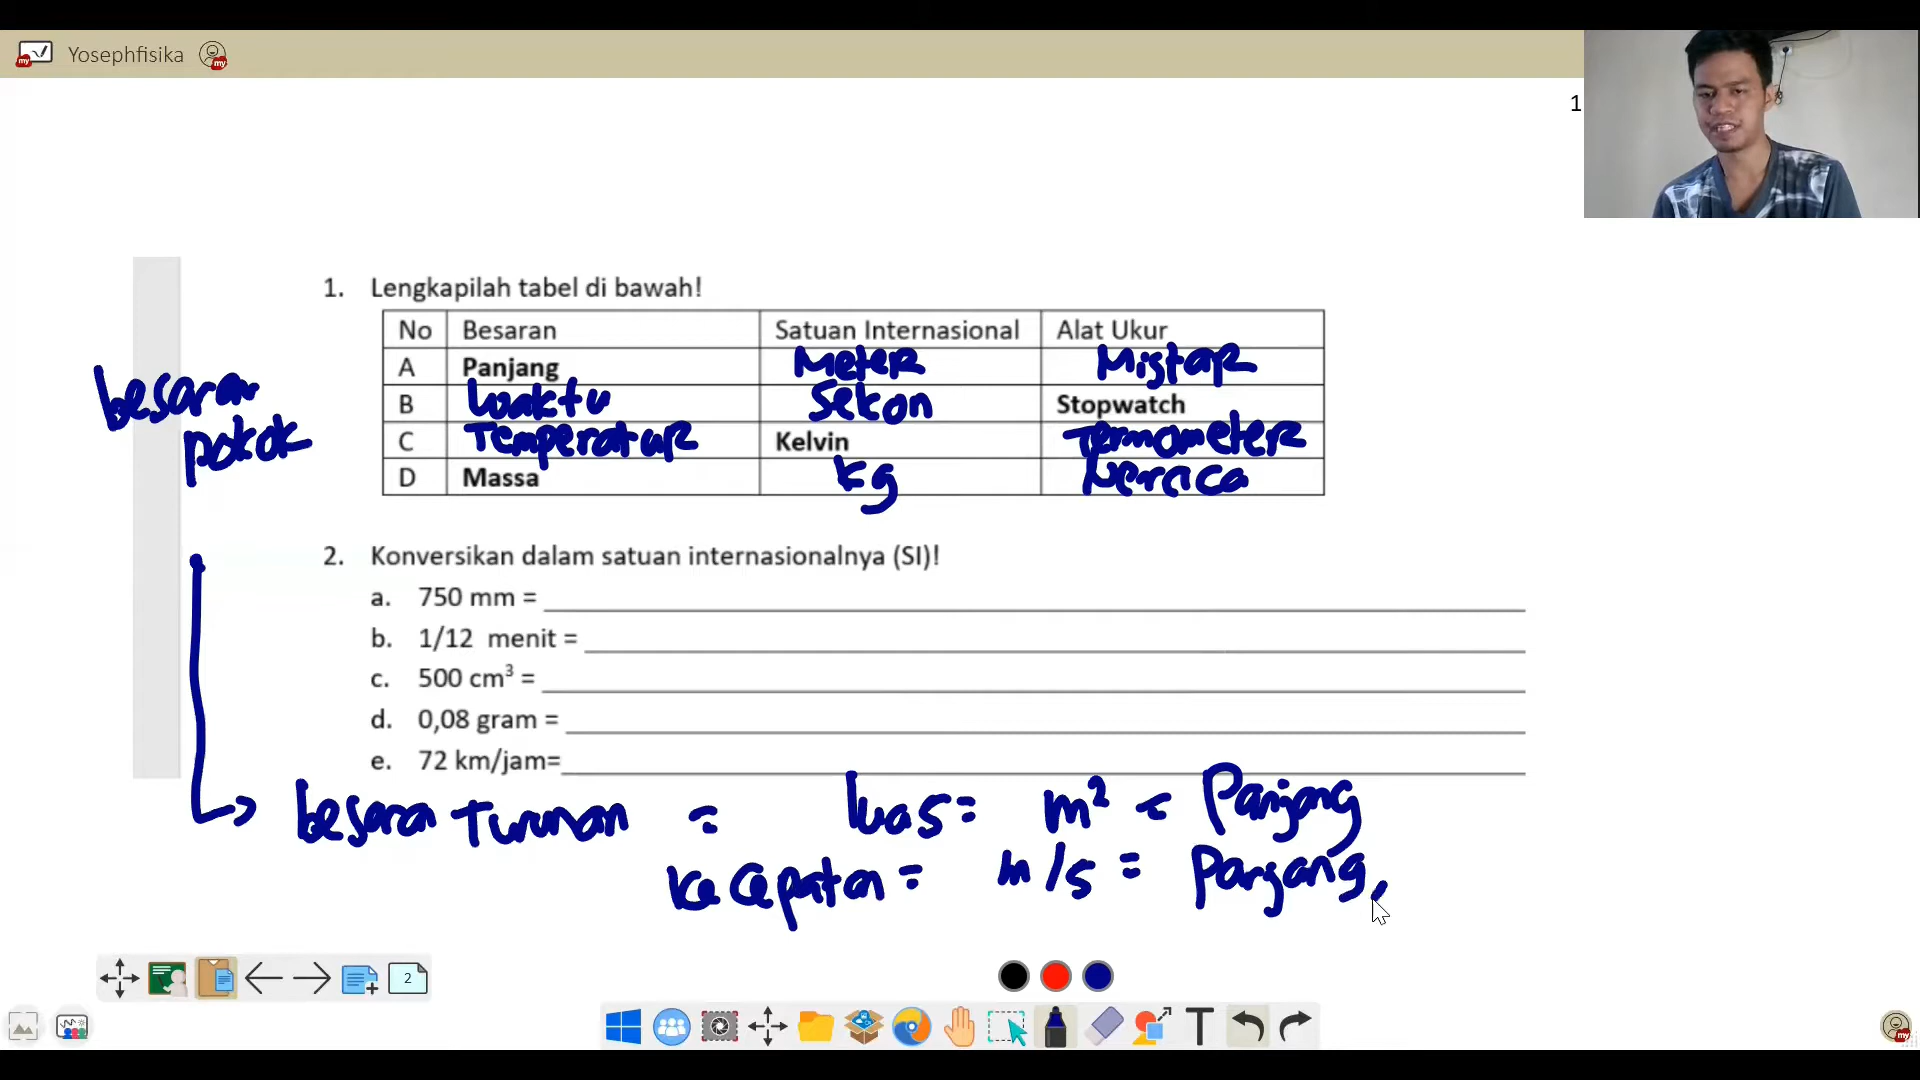 Yosephfisika
1
1. Lengkapilah tabel di bawah!
No Besaran Satuan Internasional Alat Ukur
A Panjang Meter Mistar
B Waktu Sekon Stopwatch
C Temperatur Kelvin Termometer
D Massa kg Neraca
besaran
pokok
2. Konversikan dalam satuan internasionalnya (SI)!
a. 750 mm =
b. 1/12 menit =
c. 500 cm³ =
d. 0,08 gram =
e. 72 km/jam=
besaran Turunan = luas = m² = Panjang
kecepatan = m/s = Panjang,
2
T